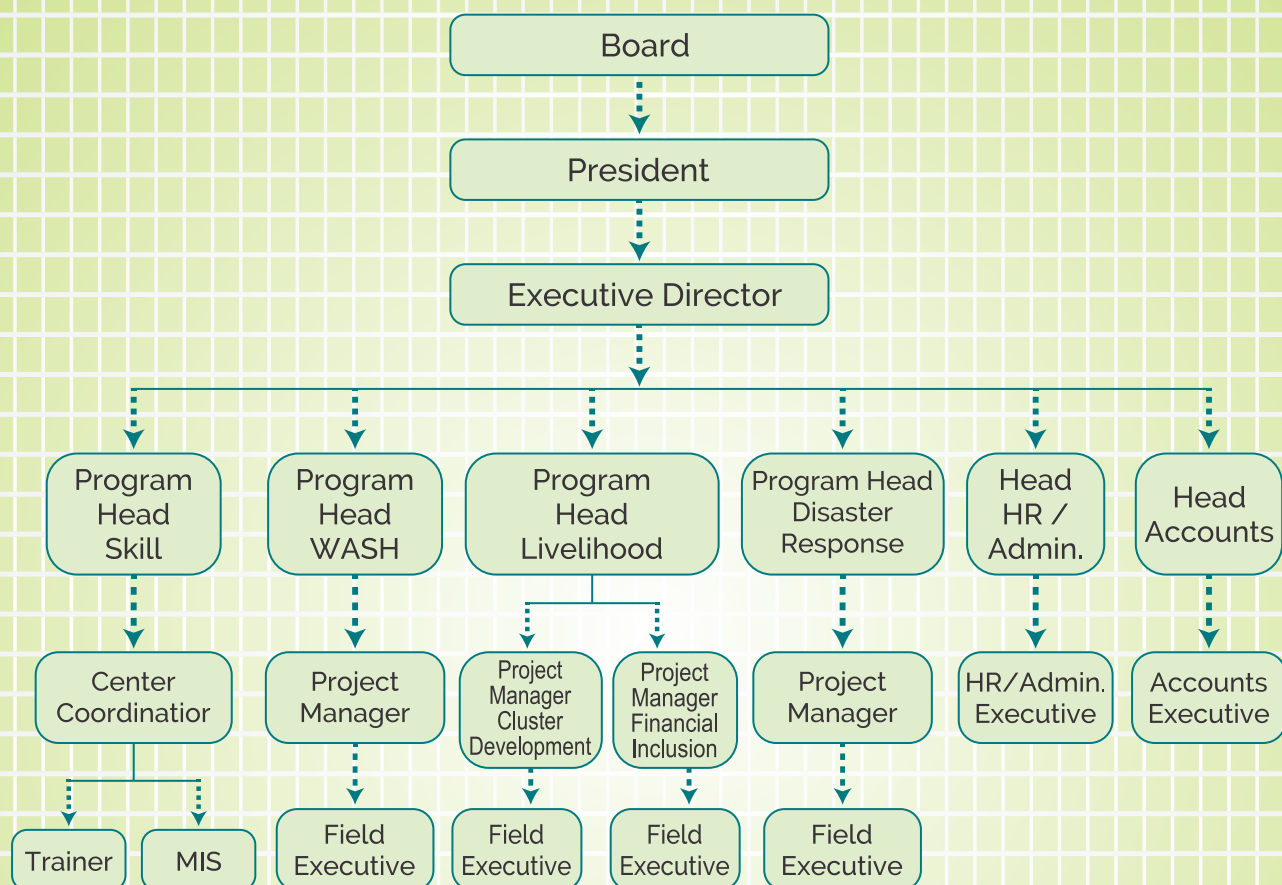 Board
President
Executive Director
Program
Head
Skill
Program
Head
WASH
Program
Head
Livelihood
Program Head
Disaster
Response
Head
HR /
Admin.
Head
Accounts
Center
Coordinatior
Project
Manager
Project
Manager
Cluster
Development
Project
Manager
Financial
Inclusion
Project
Manager
HR/Admin.
Executive
Accounts
Executive
Trainer
MIS
Field
Executive
Field
Executive
Field
Executive
Field
Executive